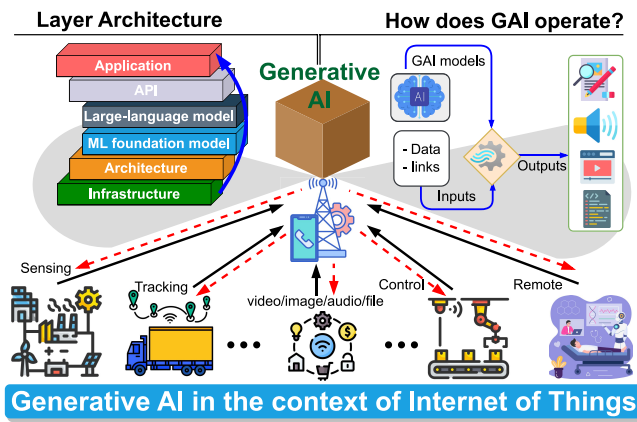 Layer Architecture
How does GAI operate?
Generative
AI
Application
API
Large-language model
ML foundation model
Architecture
Infrastructure
GAI models
AI
- Data
- links
Inputs
Outputs
Sensing
Tracking
video/image/audio/file
Control
Remote
$
Generative AI in the context of Internet of Things